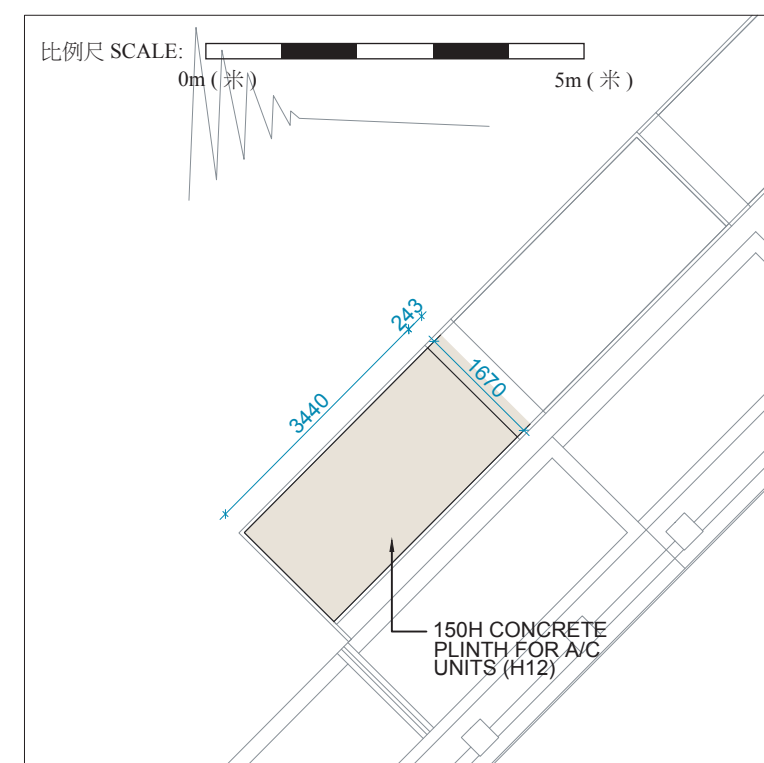 比例尺 SCALE:
0m ( 米 )
5m ( 米 )
243
1670
3440
150H CONCRETE
PLINTH FOR A/C
UNITS (H12)